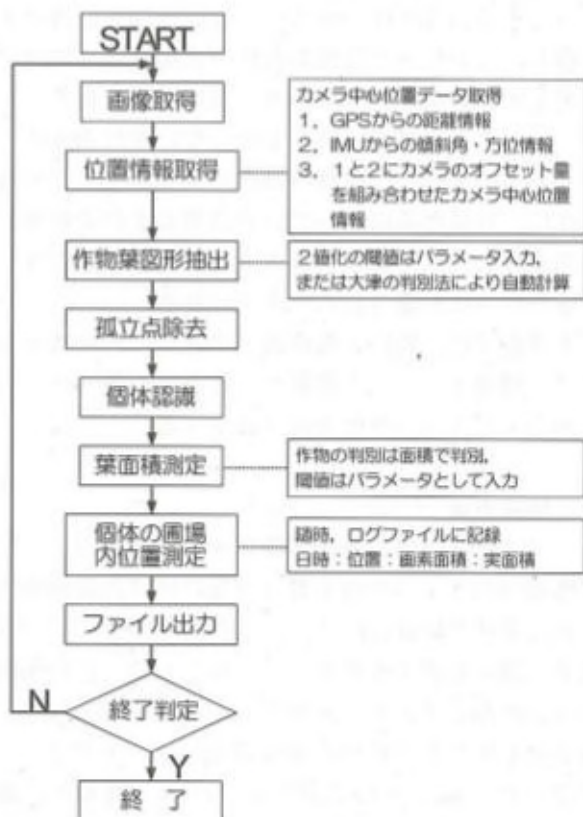 START
画像取得
位置情報取得
カメラ中心位置データ取得
1，GPSからの距離情報
2，IMUからの傾斜角・方位情報
3，1と2にカメラのオフセット量
を組み合わせたカメラ中心位置
情報
作物葉図形抽出
2値化の閾値はパラメータ入力，
または大津の判別法により自動計算
孤立点除去
個体認識
葉面積測定
作物の判別は面積で判別，
閾値はパラメータとして入力
個体の圃場
内位置測定
随時，ログファイルに記録
日時：位置：画素面積：実面積
ファイル出力
N
終了判定
Y
終 了